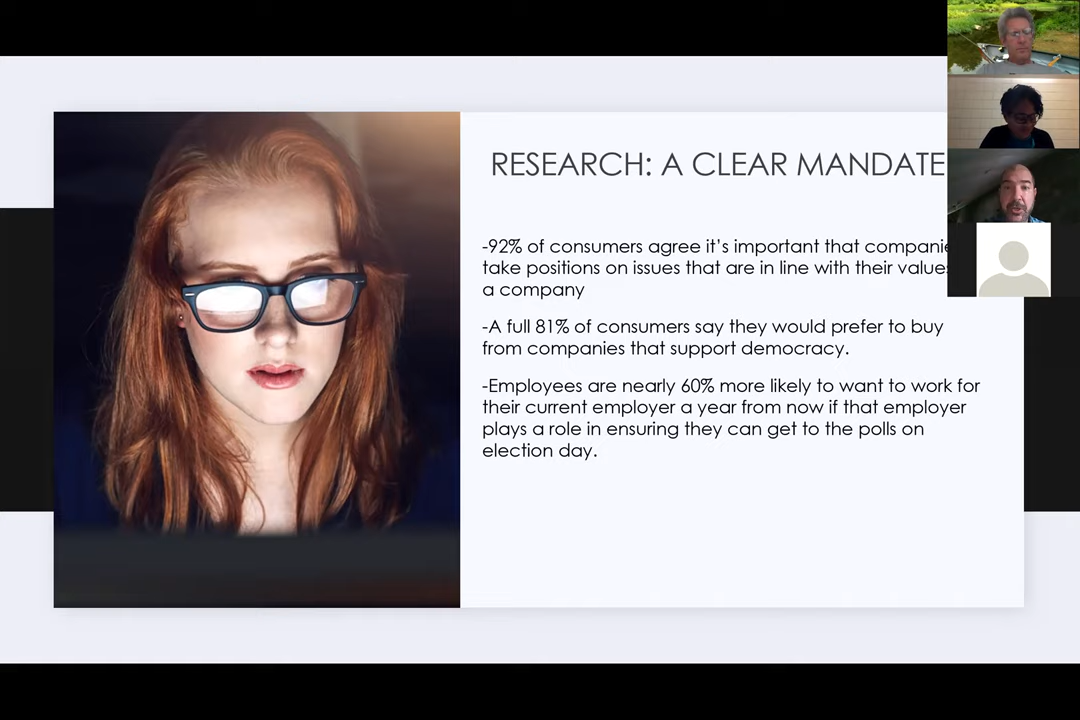 RESEARCH: A CLEAR MANDATE
-92% of consumers agree it’s important that
take positions on issues that are in line with their
a company
-A full 81% of consumers say they would prefer to buy
from companies that support democracy.
-Employees are nearly 60% more likely to want to work for
their current employer a year from now if that employer
plays a role in ensuring they can get to the polls on
election day.